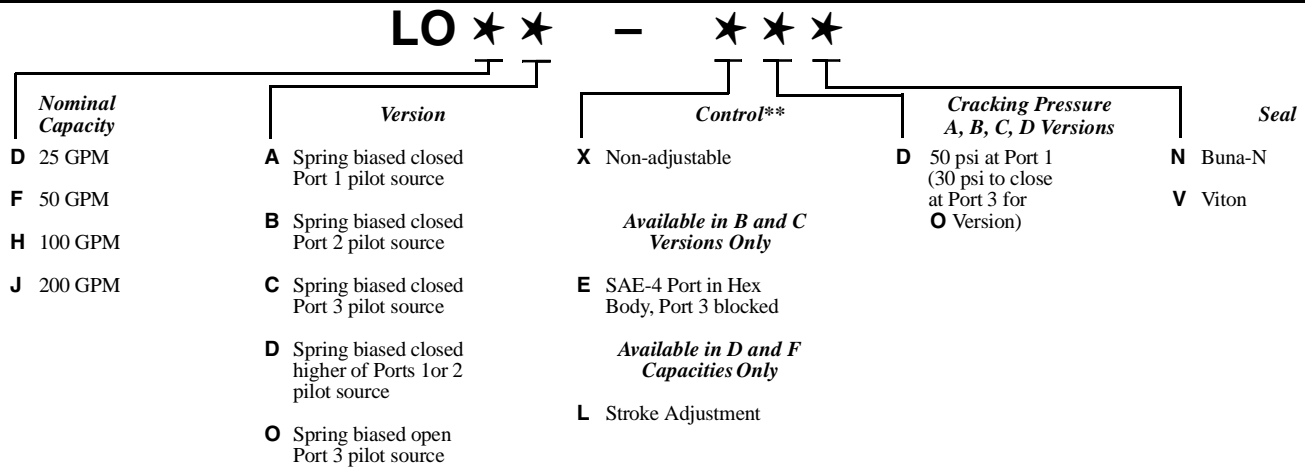 LO ✭ ✭ – ✭ ✭ ✭
Nominal
Capacity
D 25 GPM
F 50 GPM
H 100 GPM
J 200 GPM
Version
A Spring biased closed
Port 1 pilot source
B Spring biased closed
Port 2 pilot source
C Spring biased closed
Port 3 pilot source
D Spring biased closed
higher of Ports 1or 2
pilot source
O Spring biased open
Port 3 pilot source
Control**
X Non-adjustable
Available in B and C
Versions Only
E SAE-4 Port in Hex
Body, Port 3 blocked
Available in D and F
Capacities Only
L Stroke Adjustment
Cracking Pressure
A, B, C, D Versions
D 50 psi at Port 1
(30 psi to close
at Port 3 for
O Version)
Seal
N Buna-N
V Viton